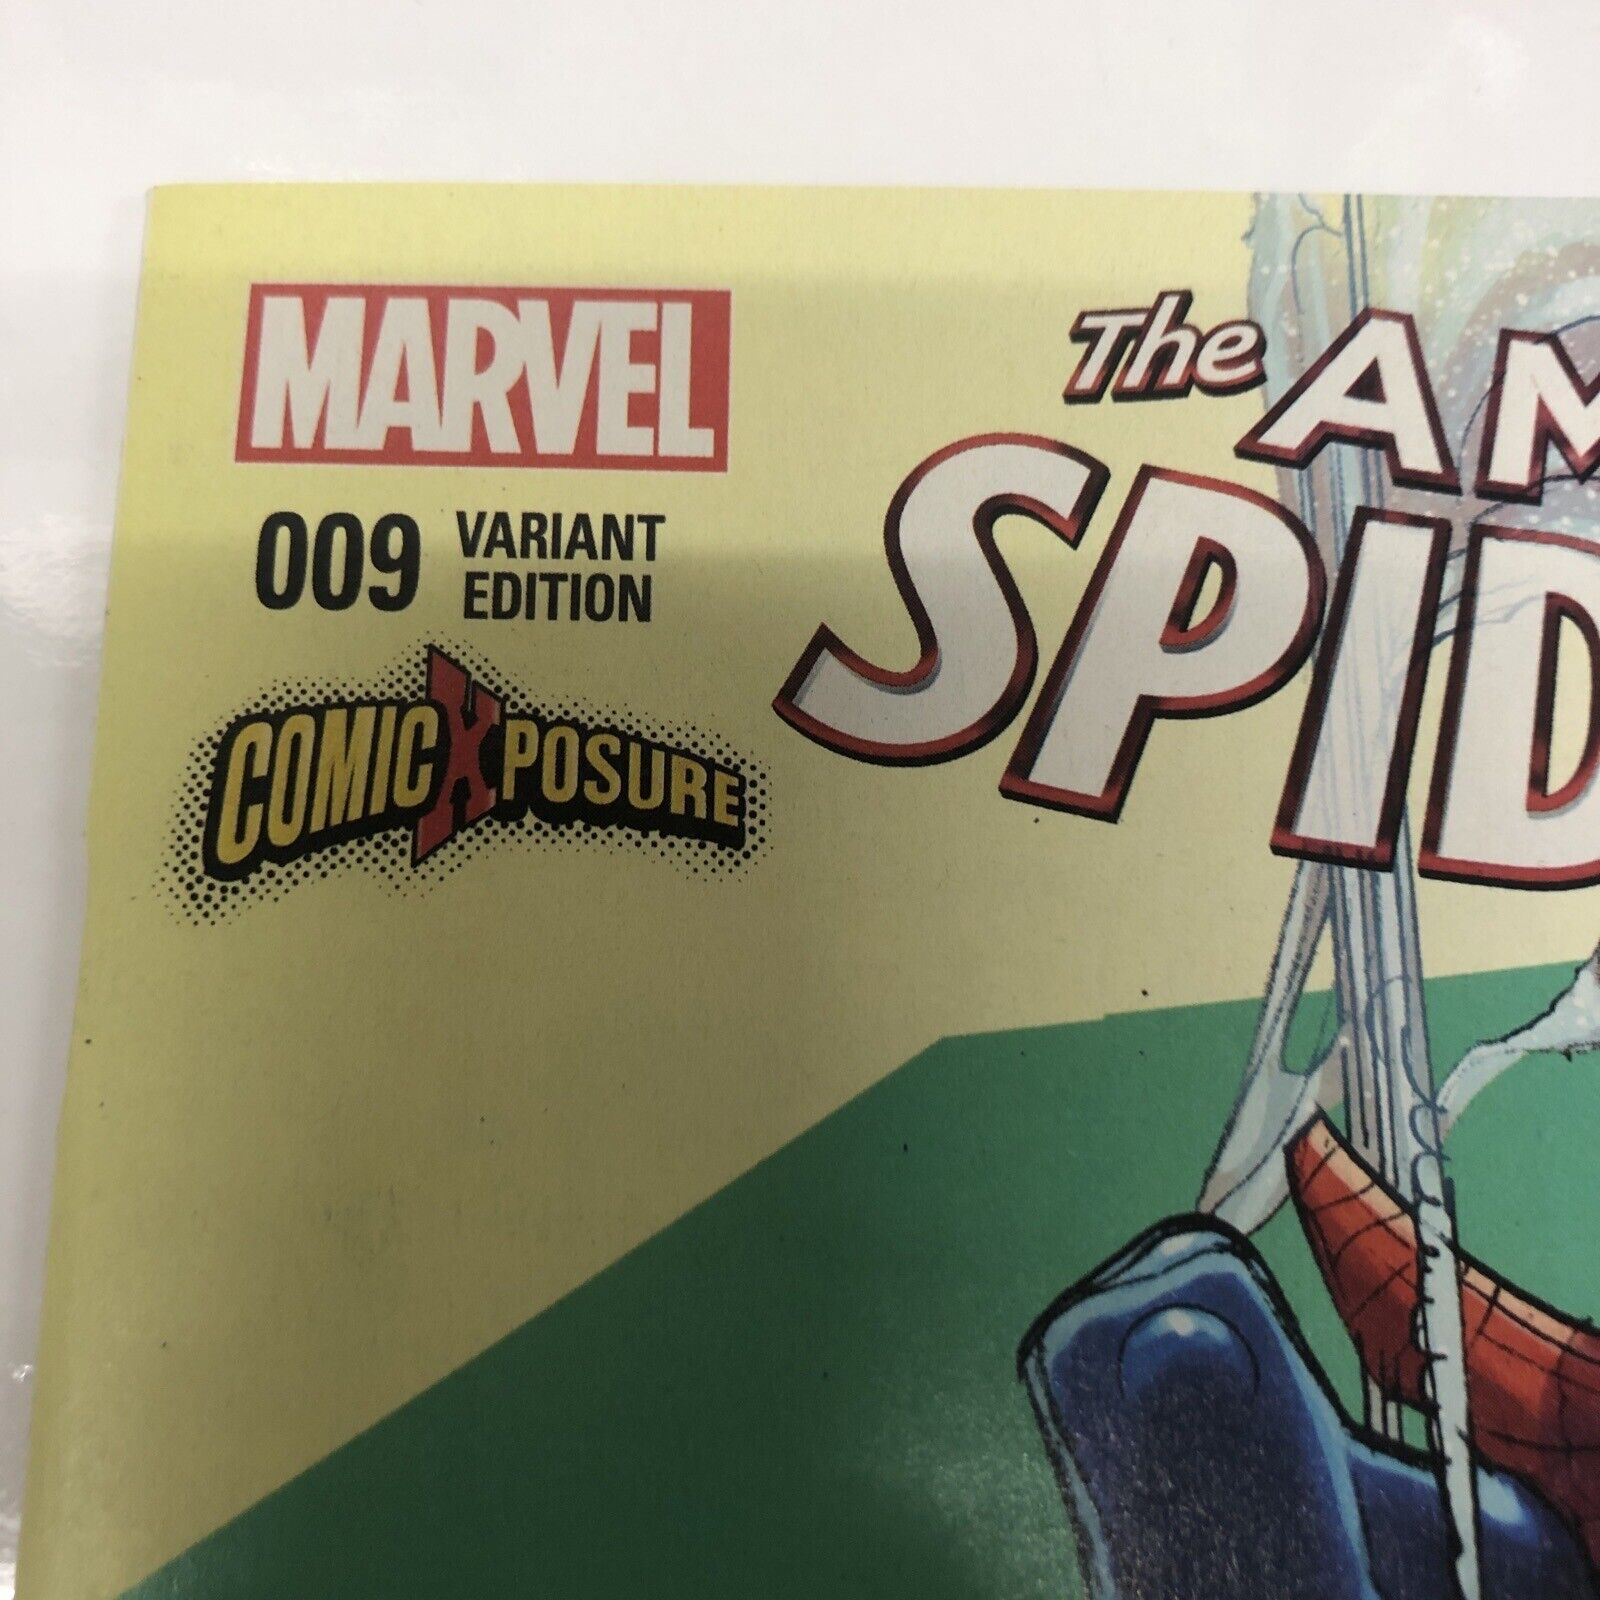 MARVEL
009 VARIANT
EDITION
COMICXPOSURE
The AM
SPID